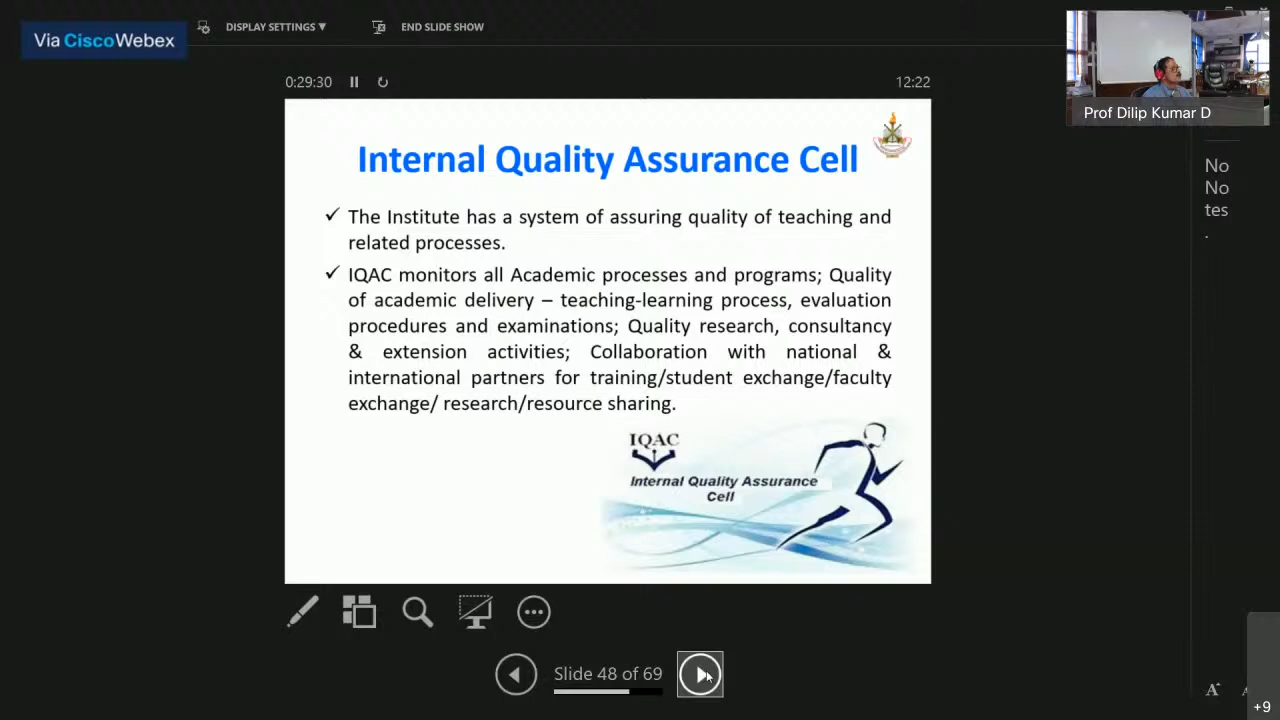 Via CiscoWebex
DISPLAY SETTINGS ▼
END SLIDE SHOW
0:29:30
12:22
Prof Dilip Kumar D
No
No
tes
.
Internal Quality Assurance Cell
✓ The Institute has a system of assuring quality of teaching and
related processes.
✓ IQAC monitors all Academic processes and programs; Quality
of academic delivery – teaching-learning process, evaluation
procedures and examinations; Quality research, consultancy
& extension activities; Collaboration with national &
international partners for training/student exchange/faculty
exchange/ research/resource sharing.
IQAC
Internal Quality Assurance
Cell
Slide 48 of 69
A
+9